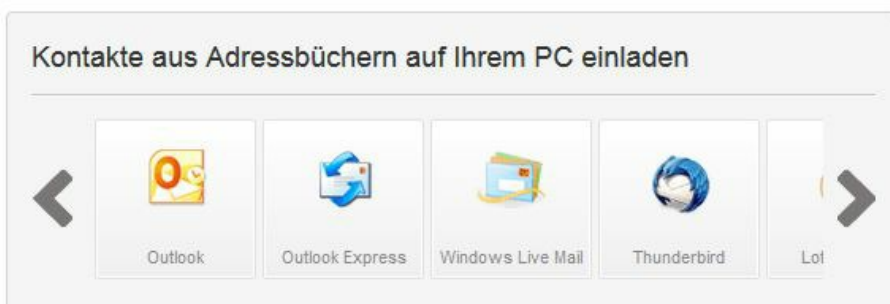 Kontakte aus Adressbüchern auf Ihrem PC einladen
Outlook
Outlook Express
Windows Live Mail
Thunderbird